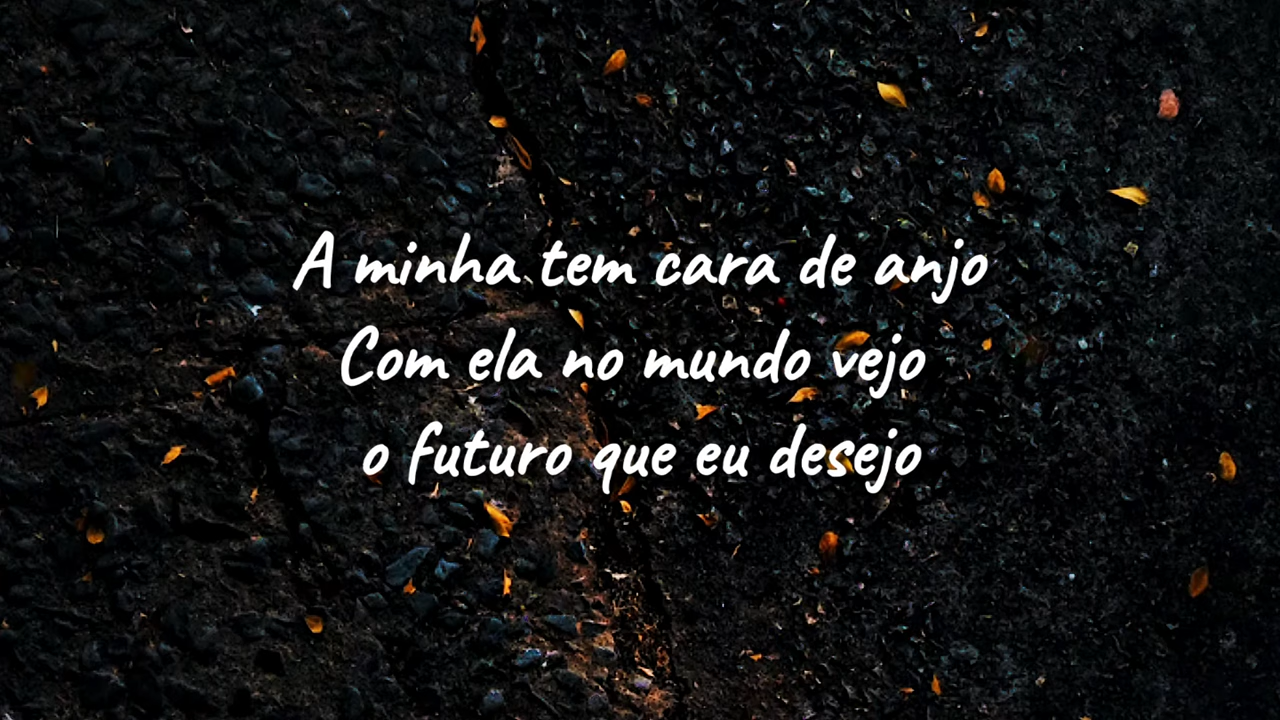 A minha tem cara de anjo
Com ela no mundo vejo
o futuro que eu desejo